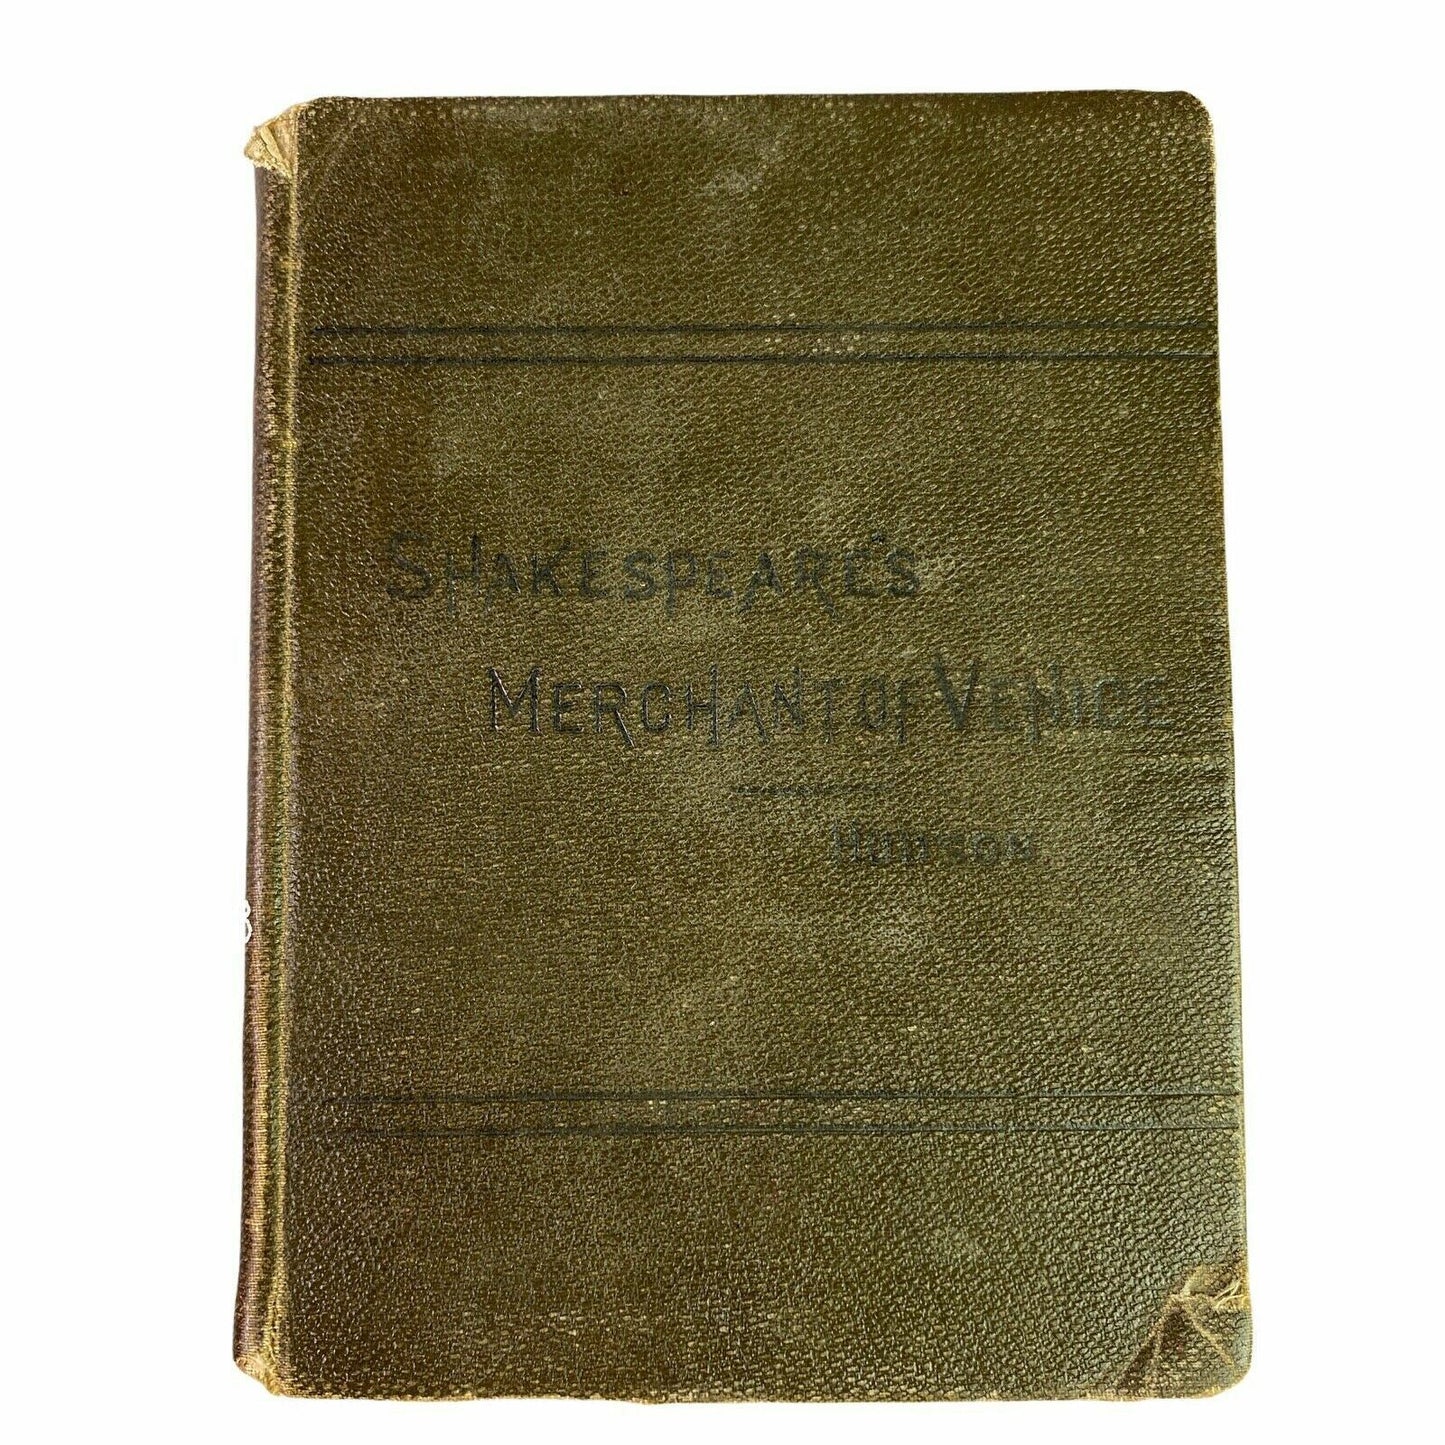 SHAKESPEARE'S
MERCHANT OF VENICE
HUDSON